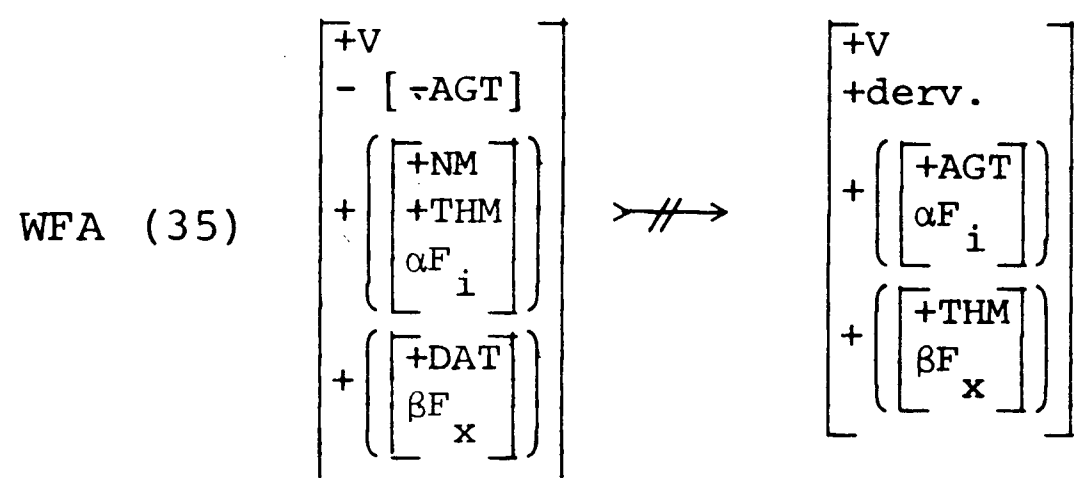 WFA (35)
+V
- [+AGT]
+ ( [ +NM
+THM
αF i ] )
+ ( [ +DAT
βF x ] )
>-//->
+V
+derv.
+ ( [ +AGT
αF i ] )
+ ( [ +THM
βF x ] )